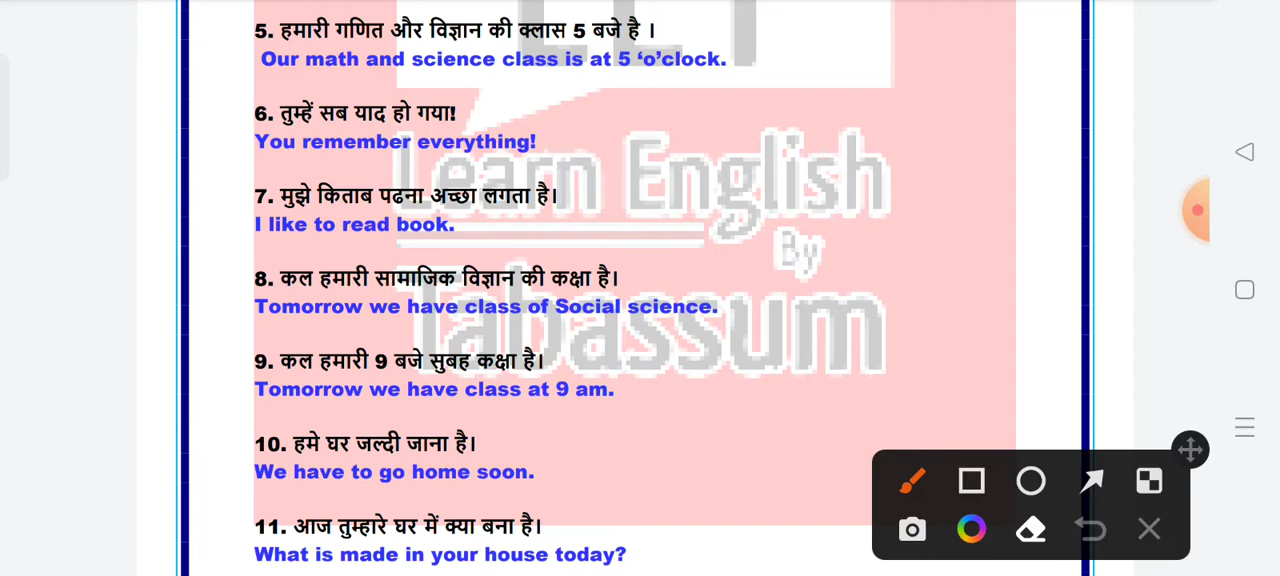 5. हमारी गणित और विज्ञान की क्लास 5 बजे है ।
Our math and science class is at 5 ‘o’clock.
6. तुम्हें सब याद हो गया!
You remember everything!
7. मुझे किताब पढना अच्छा लगता है।
I like to read book.
8. कल हमारी सामाजिक विज्ञान की कक्षा है।
Tomorrow we have class of Social science.
9. कल हमारी 9 बजे सुबह कक्षा है।
Tomorrow we have class at 9 am.
10. हमे घर जल्दी जाना है।
We have to go home soon.
11. आज तुम्हारे घर में क्या बना है।
What is made in your house today?
Learn English
By
Tabassum